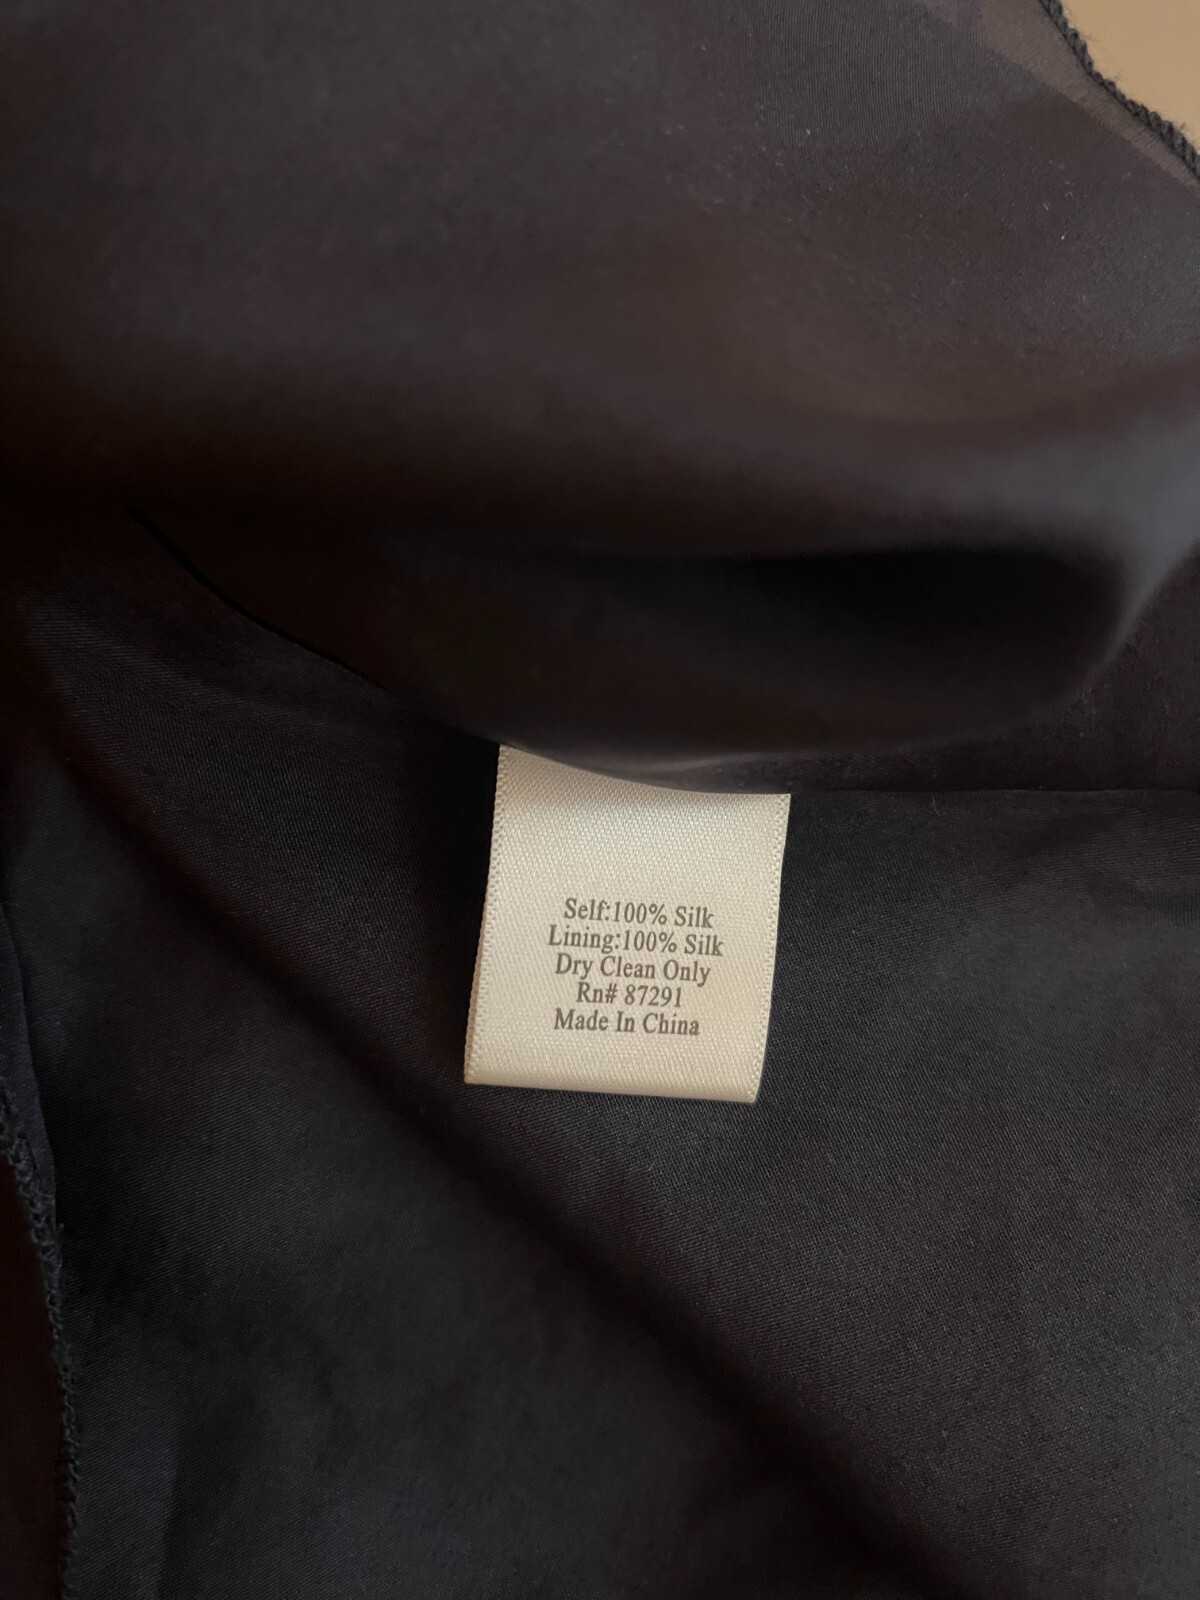 Self:100% Silk
Lining:100% Silk
Dry Clean Only
Rn# 87291
Made In China